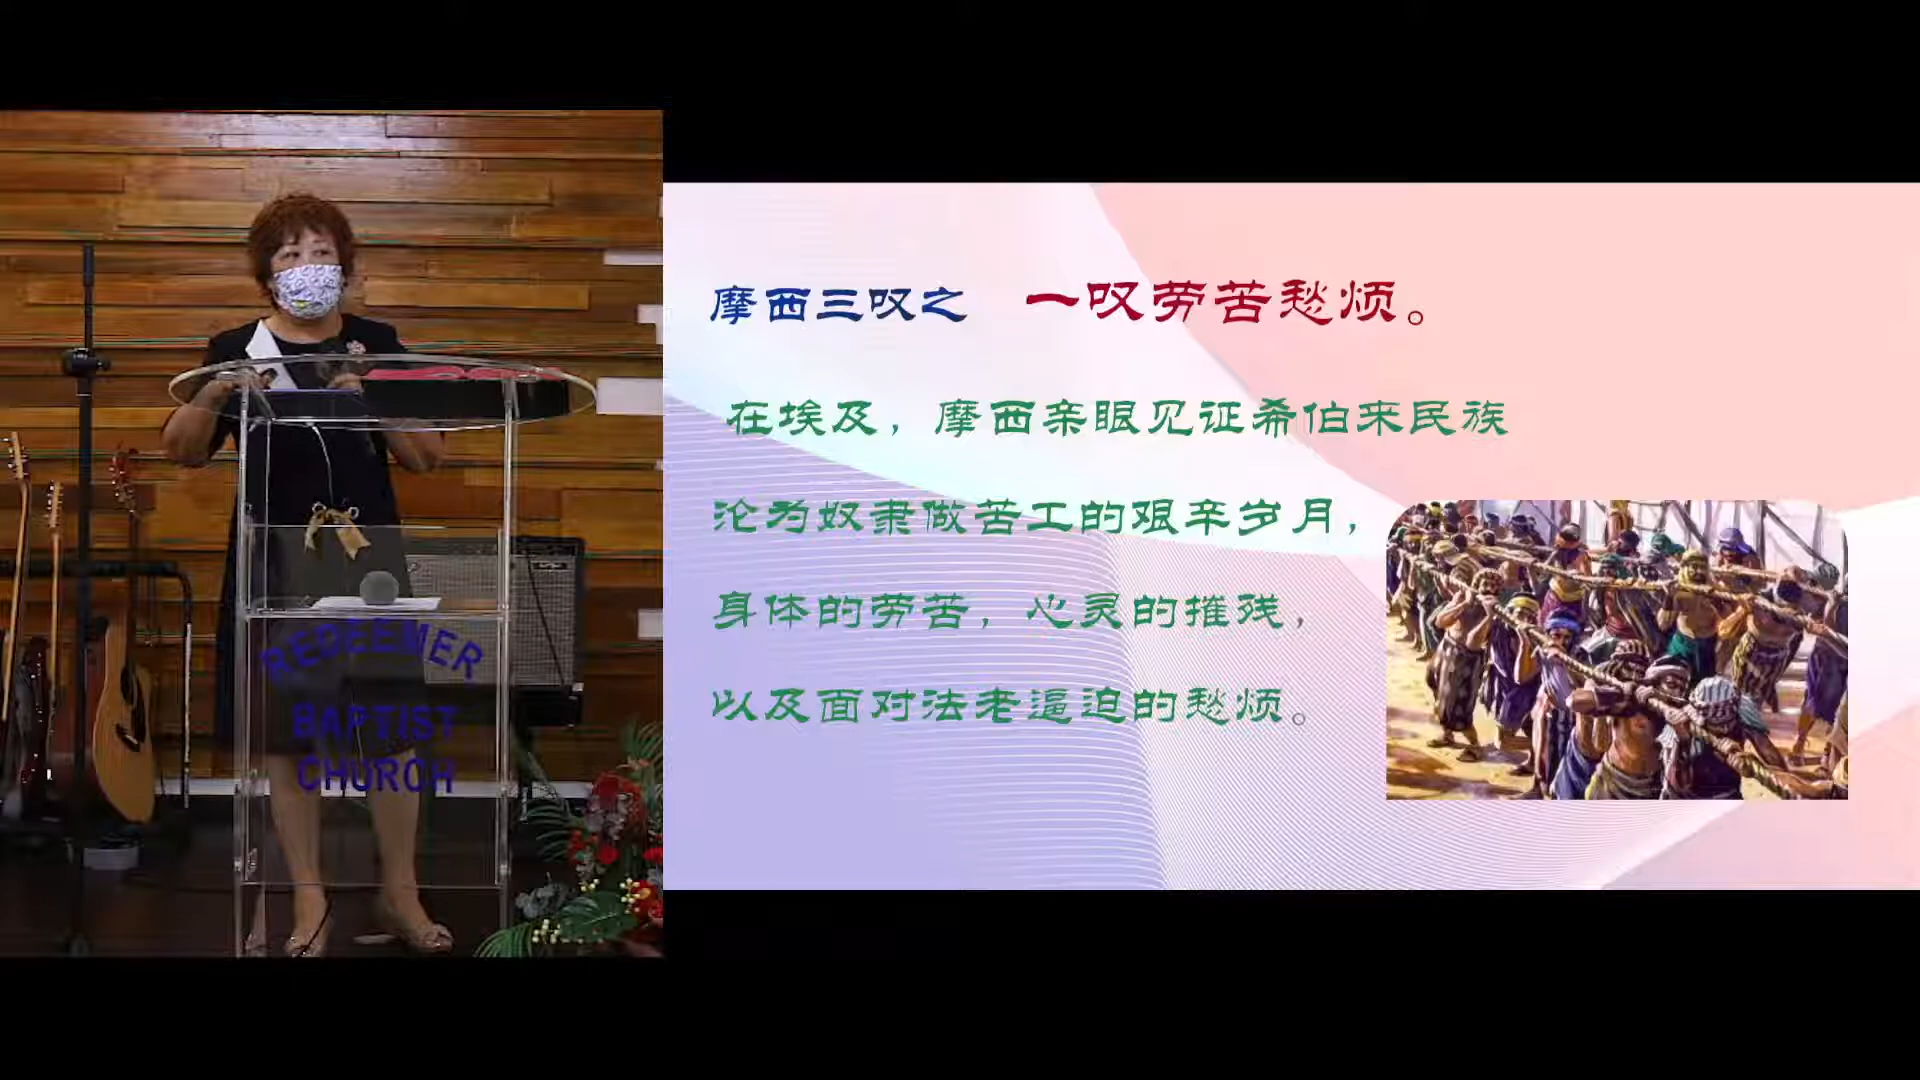 REDEEMER
BAPTIST
CHURCH
摩西三叹之 一叹劳苦愁烦。
在埃及，摩西亲眼见证希伯来民族
沦为奴隶做苦工的艰辛岁月，
身体的劳苦，心灵的摧残，
以及面对法老逼迫的愁烦。